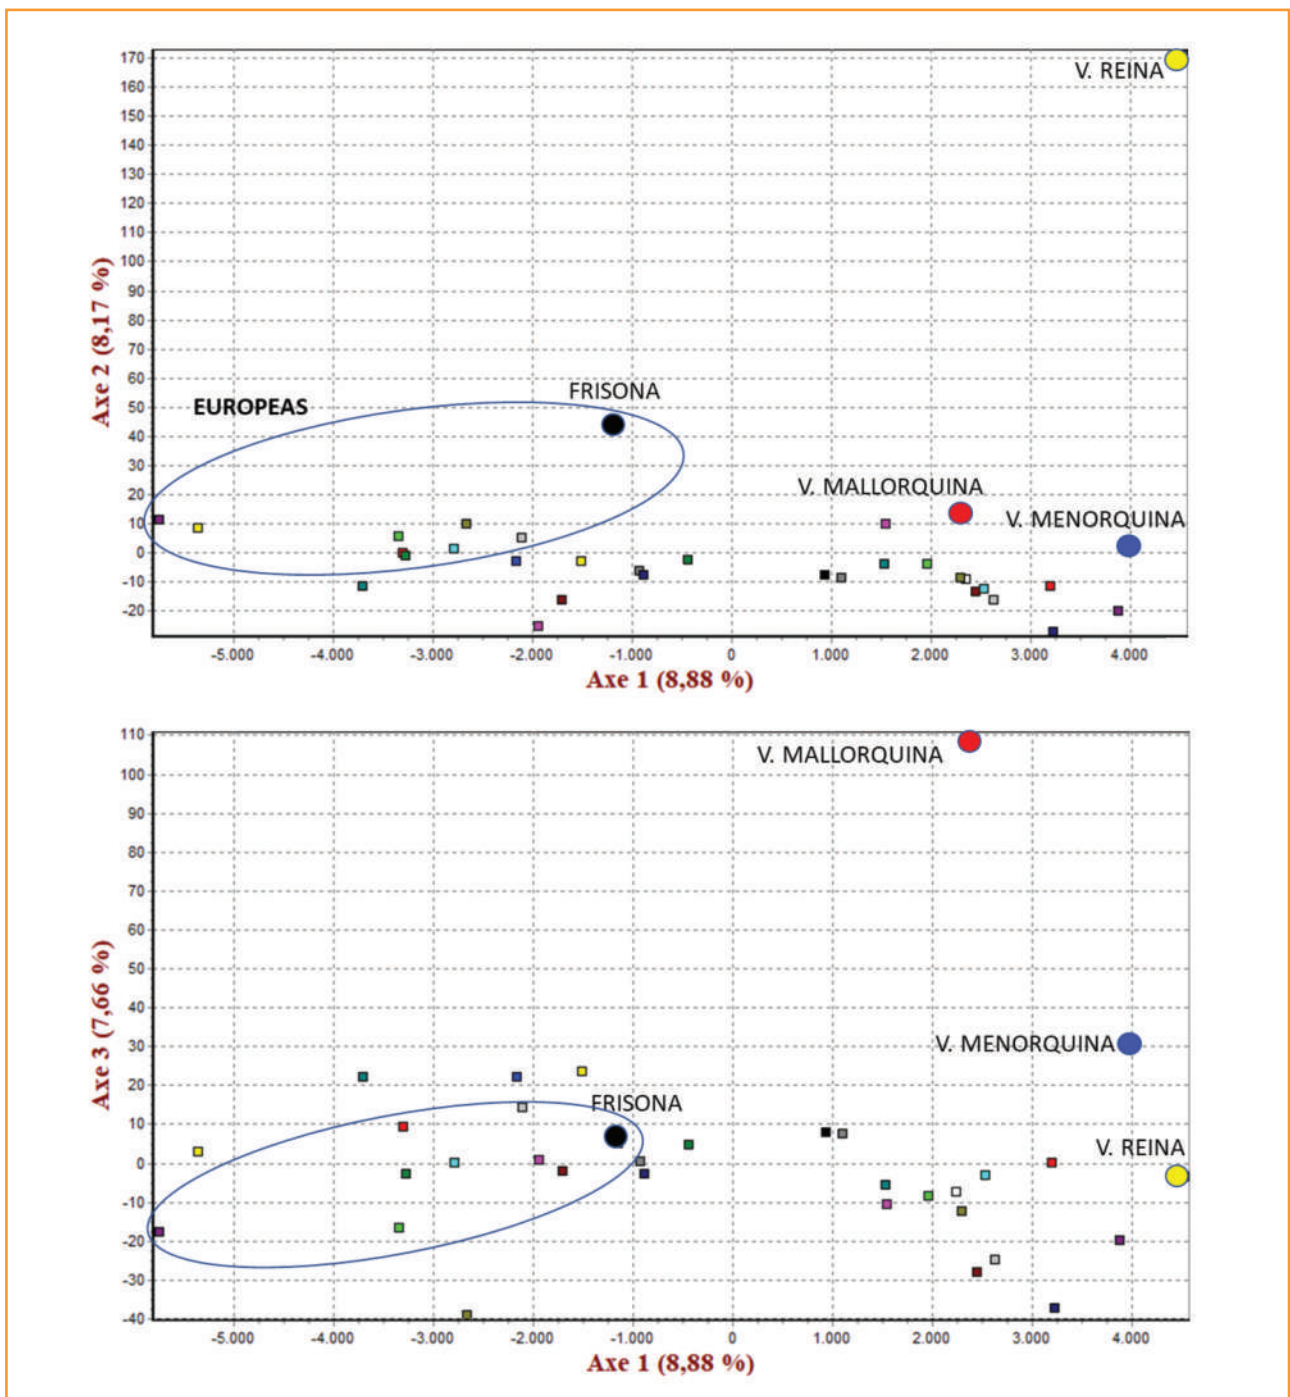 170
V. REINA
160
150
140
130
120
110
100
90
80
70
60
FRISONA
50
EUROPEAS
40
30
V. MALLORQUINA
20
V. MENORQUINA
10
0
-10
-20
Axe 2 (8,17 %)
-5.000 -4.000 -3.000 -2.000 -1.000 0 1.000 2.000 3.000 4.000
Axe 1 (8,88 %)
110
V. MALLORQUINA
100
90
80
70
60
50
40
30
V. MENORQUINA
20
FRISONA
10
V. REINA
0
-10
-20
-30
-40
Axe 3 (7,66 %)
-5.000 -4.000 -3.000 -2.000 -1.000 0 1.000 2.000 3.000 4.000
Axe 1 (8,88 %)